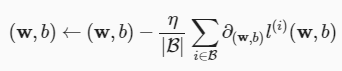 (𝐰, b) ← (𝐰, b) − η/|ℬ| ∑_{i∈ℬ} ∂_{(𝐰,b)} l^{(i)}(𝐰, b)